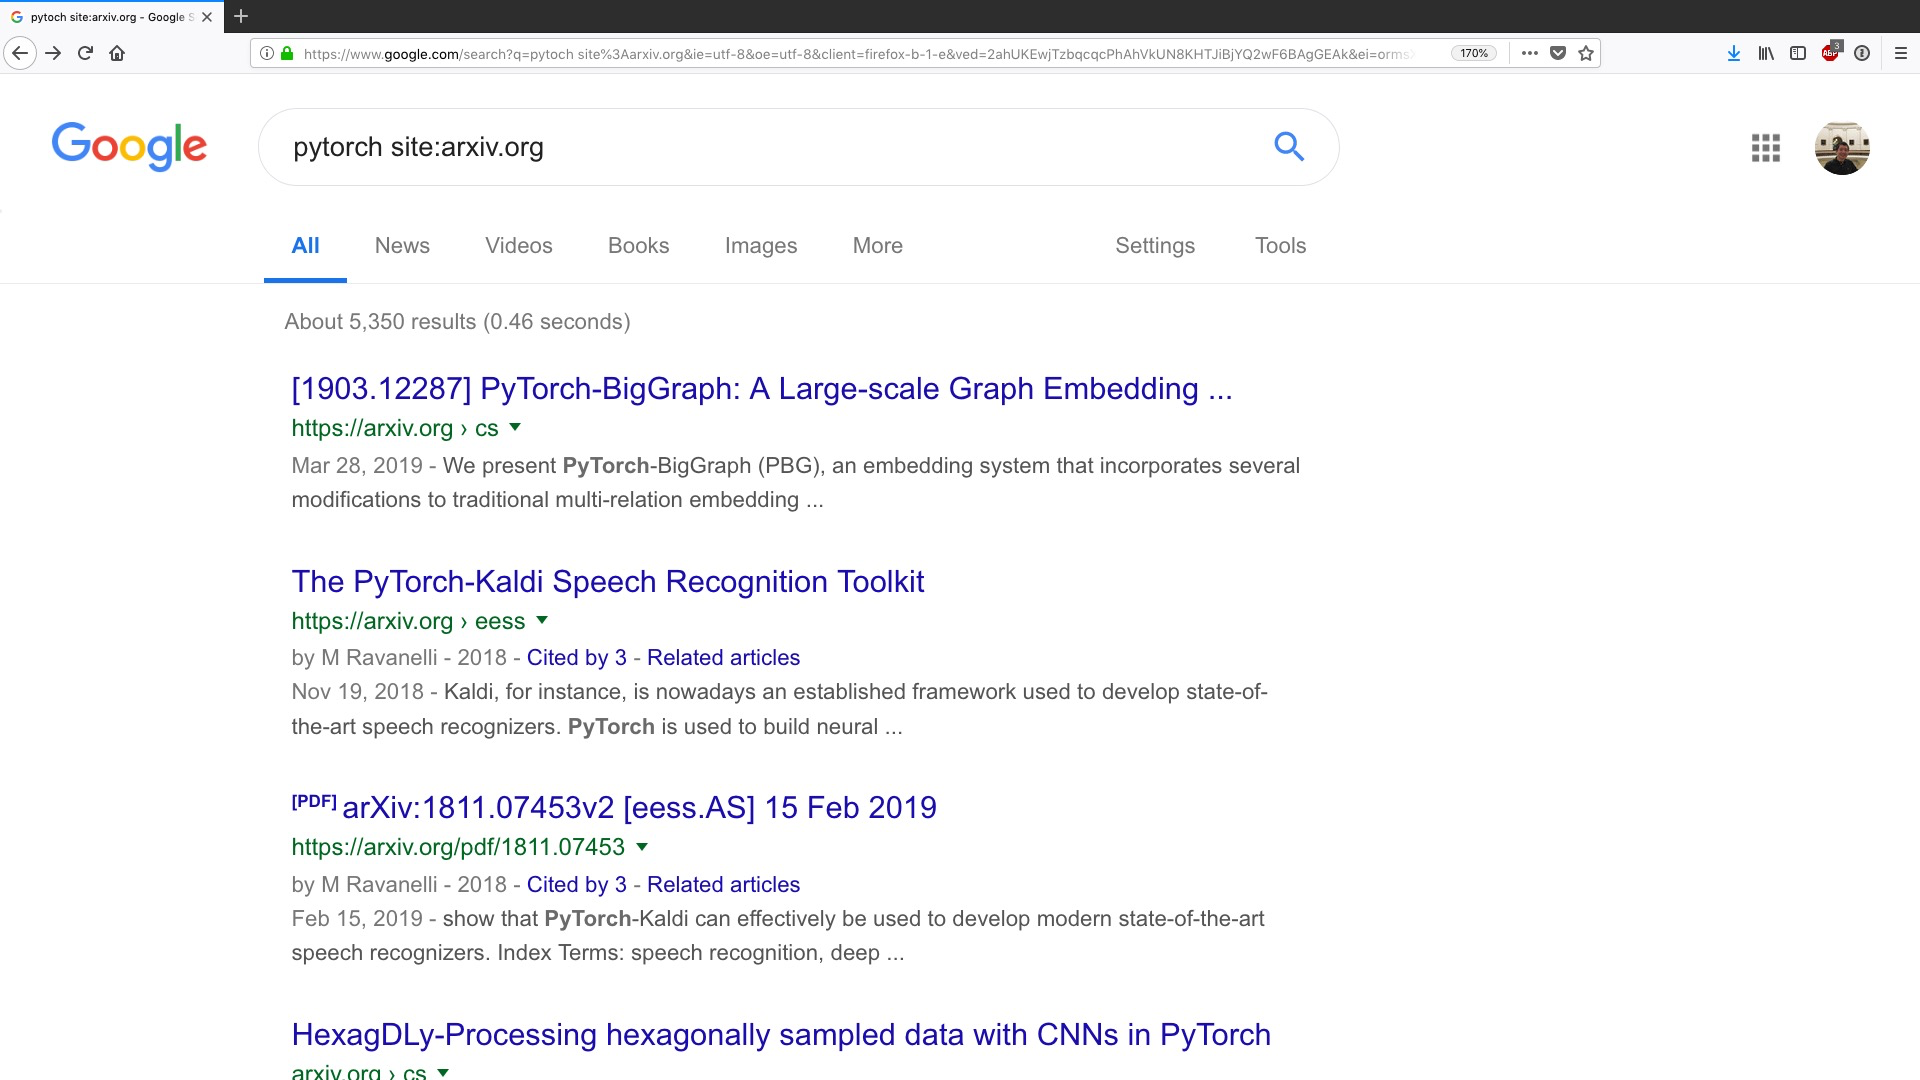 pytoch site:arxiv.org - Google S
https://www.google.com/search?q=pytoch site%3Aarxiv.org&ie=utf-8&oe=utf-8&client=firefox-b-1-e&ved=2ahUKEwjTzbqcqcPhAhVkUN8KHTJiBjYQ2wF6BAgGEAk&ei=orms
170%
ABP
3
Google
pytorch site:arxiv.org
All News Videos Books Images More Settings Tools
About 5,350 results (0.46 seconds)
[1903.12287] PyTorch-BigGraph: A Large-scale Graph Embedding ...
https://arxiv.org › cs
Mar 28, 2019 - We present PyTorch-BigGraph (PBG), an embedding system that incorporates several
modifications to traditional multi-relation embedding ...
The PyTorch-Kaldi Speech Recognition Toolkit
https://arxiv.org › eess
by M Ravanelli - 2018 - Cited by 3 - Related articles
Nov 19, 2018 - Kaldi, for instance, is nowadays an established framework used to develop state-of-
the-art speech recognizers. PyTorch is used to build neural ...
[PDF] arXiv:1811.07453v2 [eess.AS] 15 Feb 2019
https://arxiv.org/pdf/1811.07453
by M Ravanelli - 2018 - Cited by 3 - Related articles
Feb 15, 2019 - show that PyTorch-Kaldi can effectively be used to develop modern state-of-the-art
speech recognizers. Index Terms: speech recognition, deep ...
HexagDLy-Processing hexagonally sampled data with CNNs in PyTorch
arxiv.org › cs